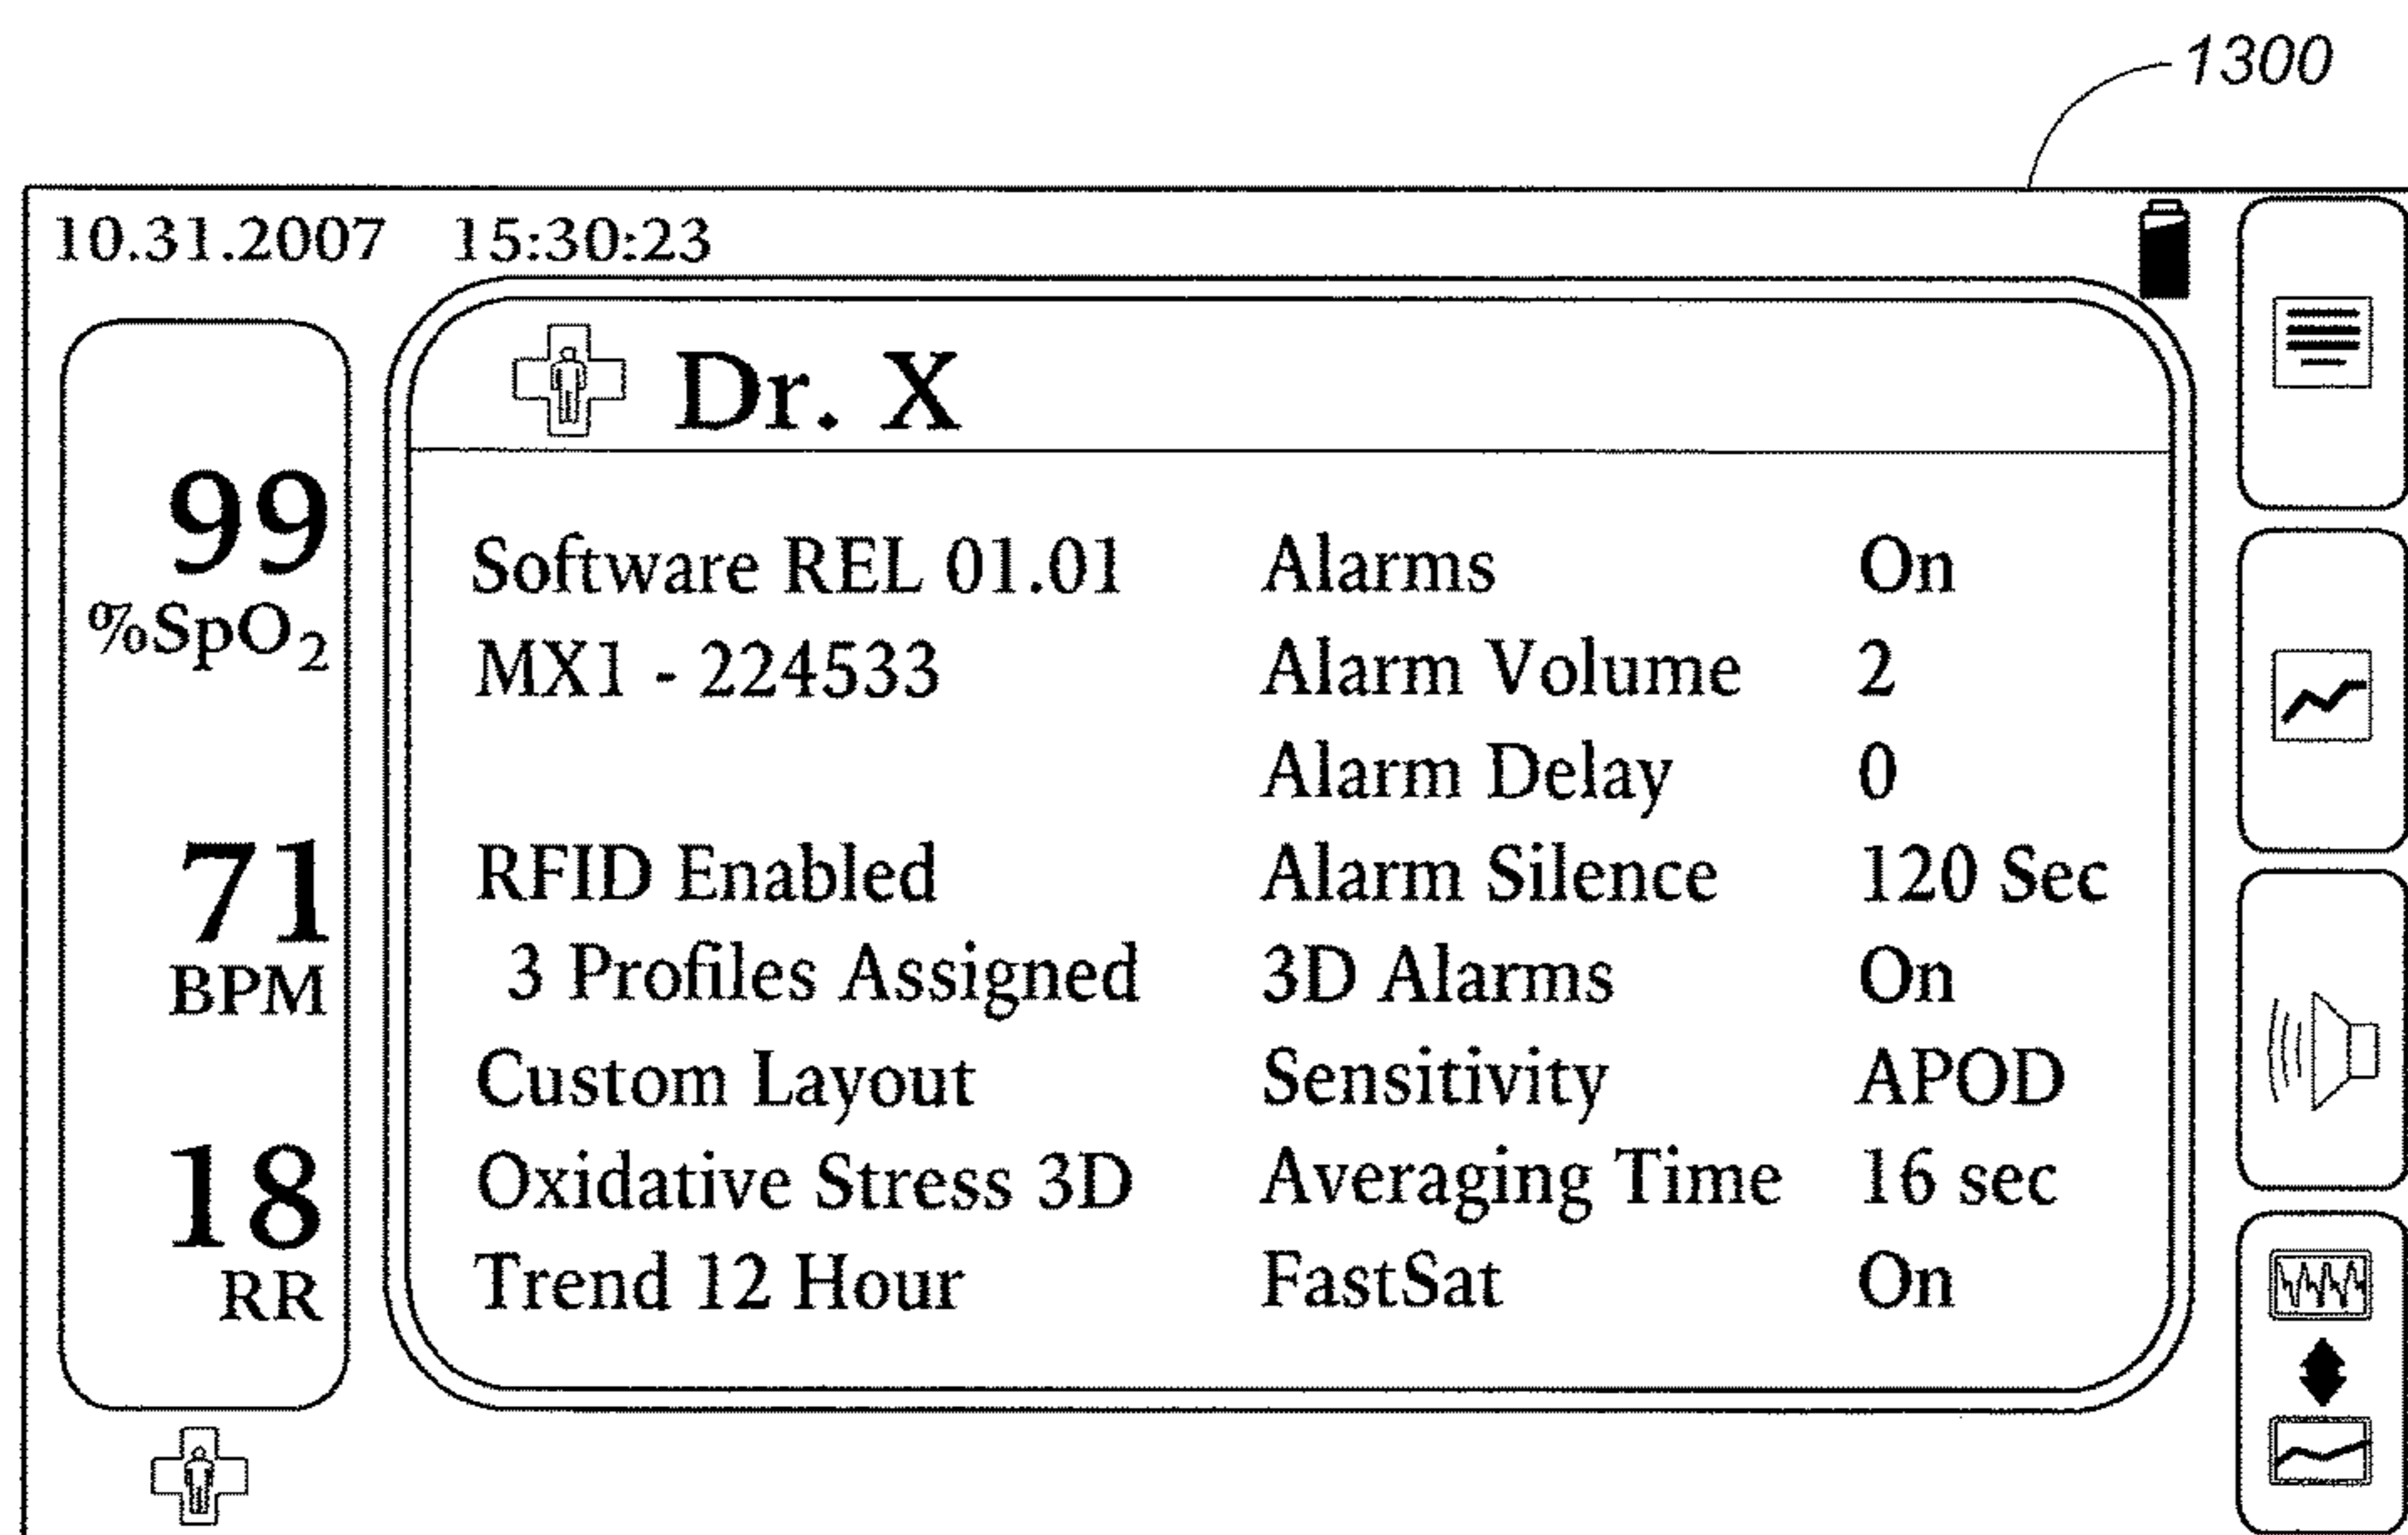 1300
10.31.2007 15:30:23
99
%SpO₂
71
BPM
18
RR
Dr. X
Software REL 01.01
MX1 - 224533
RFID Enabled
3 Profiles Assigned
Custom Layout
Oxidative Stress 3D
Trend 12 Hour
Alarms On
Alarm Volume 2
Alarm Delay 0
Alarm Silence 120 Sec
3D Alarms On
Sensitivity APOD
Averaging Time 16 sec
FastSat On